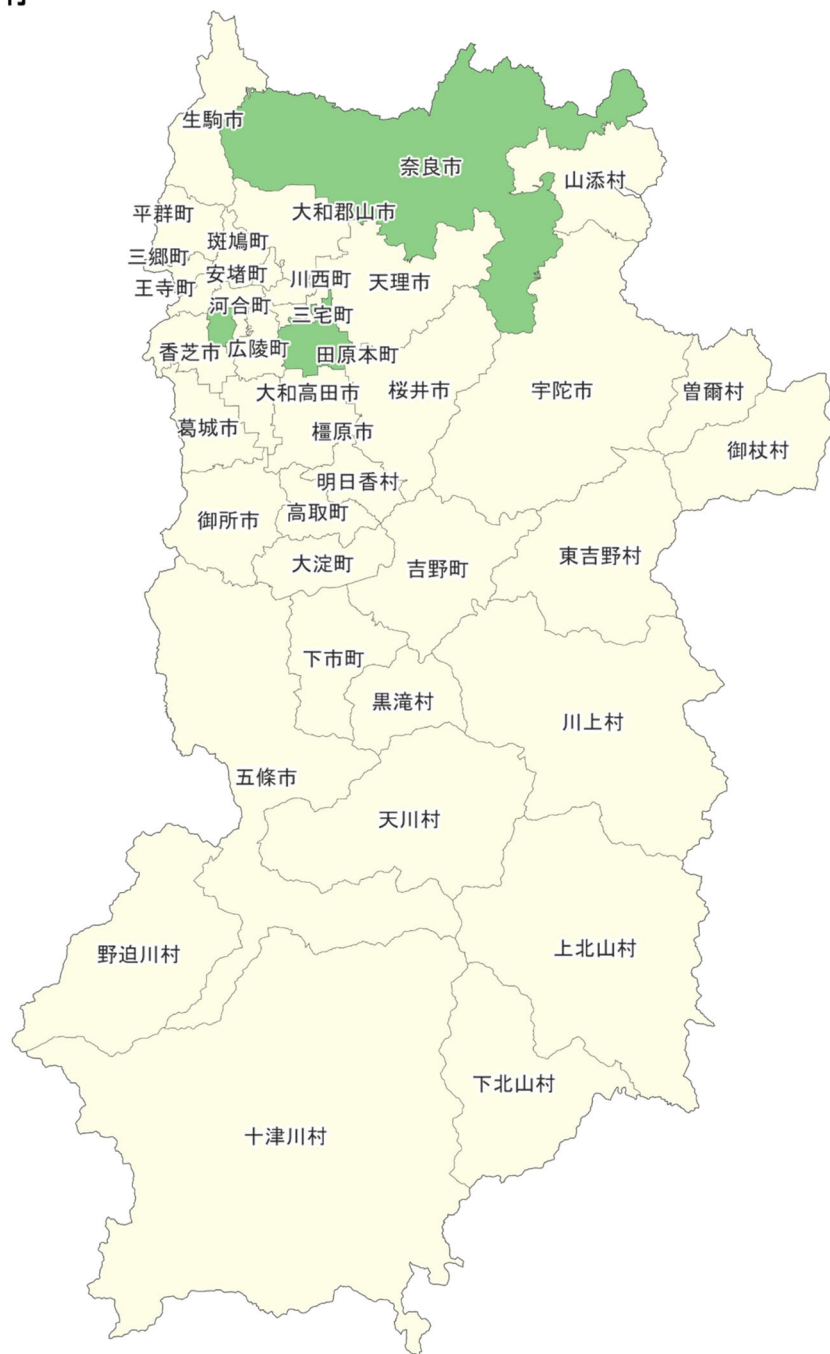 生駒市
奈良市
山添村
平群町
大和郡山市
斑鳩町
三郷町
安堵町
川西町
天理市
王寺町
河合町
三宅町
香芝市
広陵町
田原本町
大和高田市
桜井市
宇陀市
曽爾村
葛城市
橿原市
御杖村
明日香村
御所市
高取町
大淀町
吉野町
東吉野村
下市町
黒滝村
川上村
五條市
天川村
野迫川村
上北山村
下北山村
十津川村